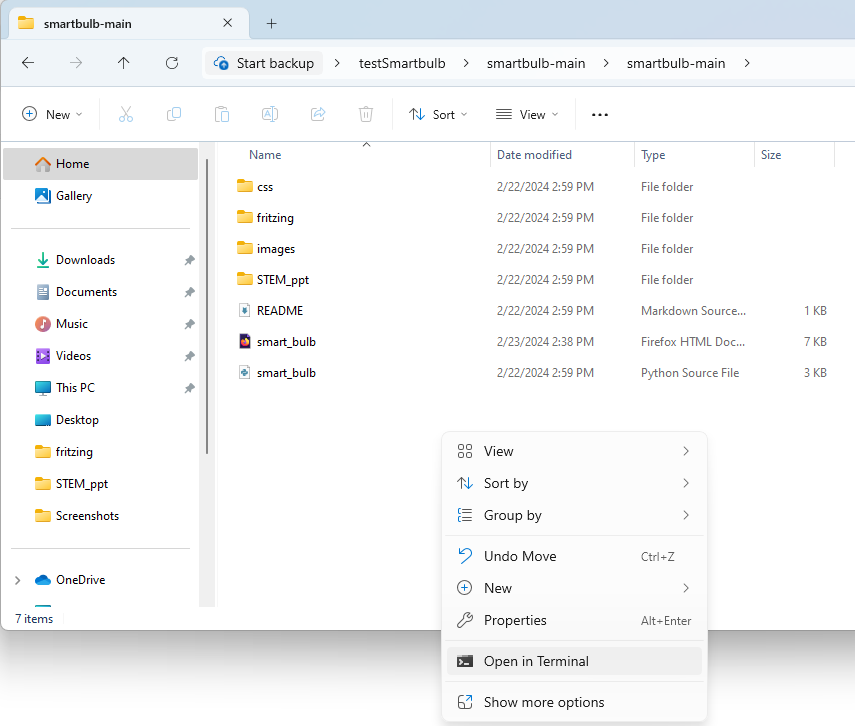 smartbulb-main
Start backup testSmartbulb smartbulb-main smartbulb-main
New Sort View
Home
Gallery
Downloads
Documents
Music
Videos
This PC
Desktop
fritzing
STEM_ppt
Screenshots
OneDrive
7 items
Name Date modified Type Size
css 2/22/2024 2:59 PM File folder
fritzing 2/22/2024 2:59 PM File folder
images 2/22/2024 2:59 PM File folder
STEM_ppt 2/22/2024 2:59 PM File folder
README 2/22/2024 2:59 PM Markdown Source... 1 KB
smart_bulb 2/23/2024 2:38 PM Firefox HTML Doc... 7 KB
smart_bulb 2/22/2024 2:59 PM Python Source File 3 KB
View
Sort by
Group by
Undo Move Ctrl+Z
New
Properties Alt+Enter
Open in Terminal
Show more options